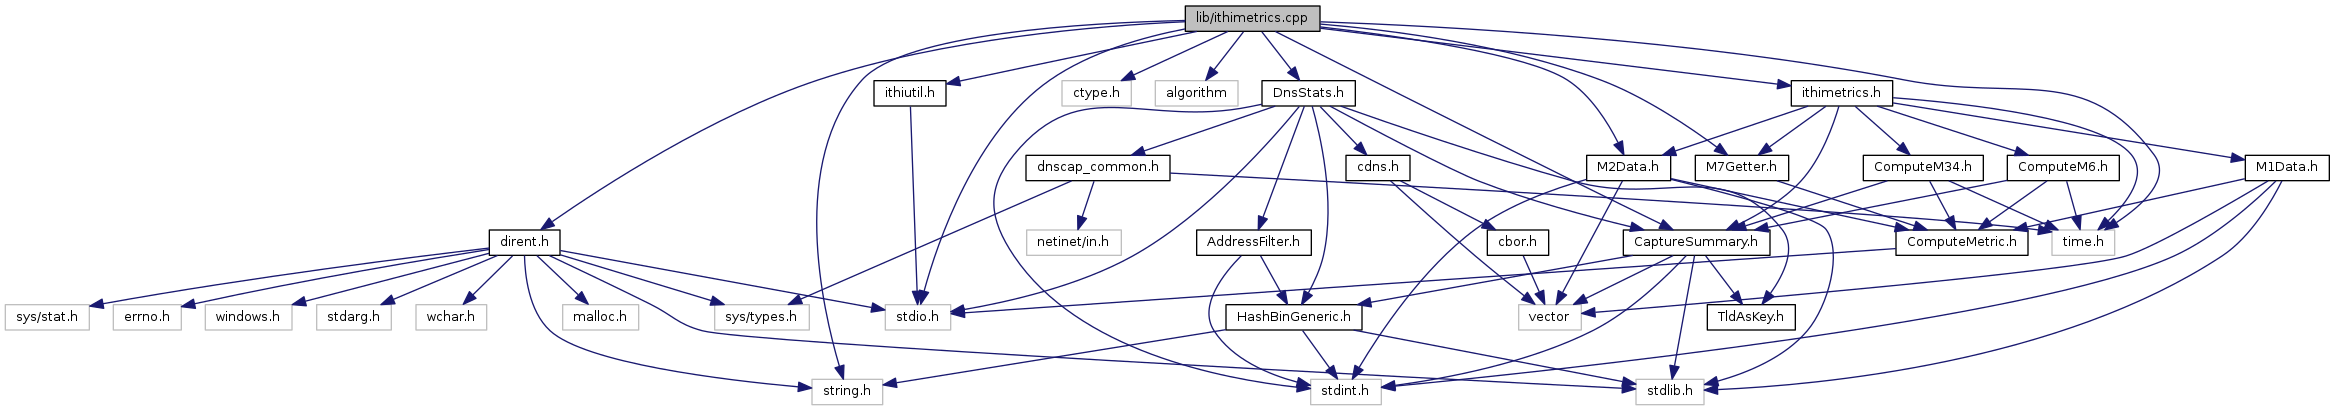 lib/ithimetrics.cpp
ithiutil.h
ctype.h
algorithm
DnsStats.h
ithimetrics.h
dnscap_common.h
cdns.h
M2Data.h
M7Getter.h
ComputeM34.h
ComputeM6.h
M1Data.h
dirent.h
netinet/in.h
AddressFilter.h
cbor.h
CaptureSummary.h
ComputeMetric.h
time.h
sys/stat.h
errno.h
windows.h
stdarg.h
wchar.h
malloc.h
sys/types.h
stdio.h
HashBinGeneric.h
vector
TldAsKey.h
string.h
stdint.h
stdlib.h